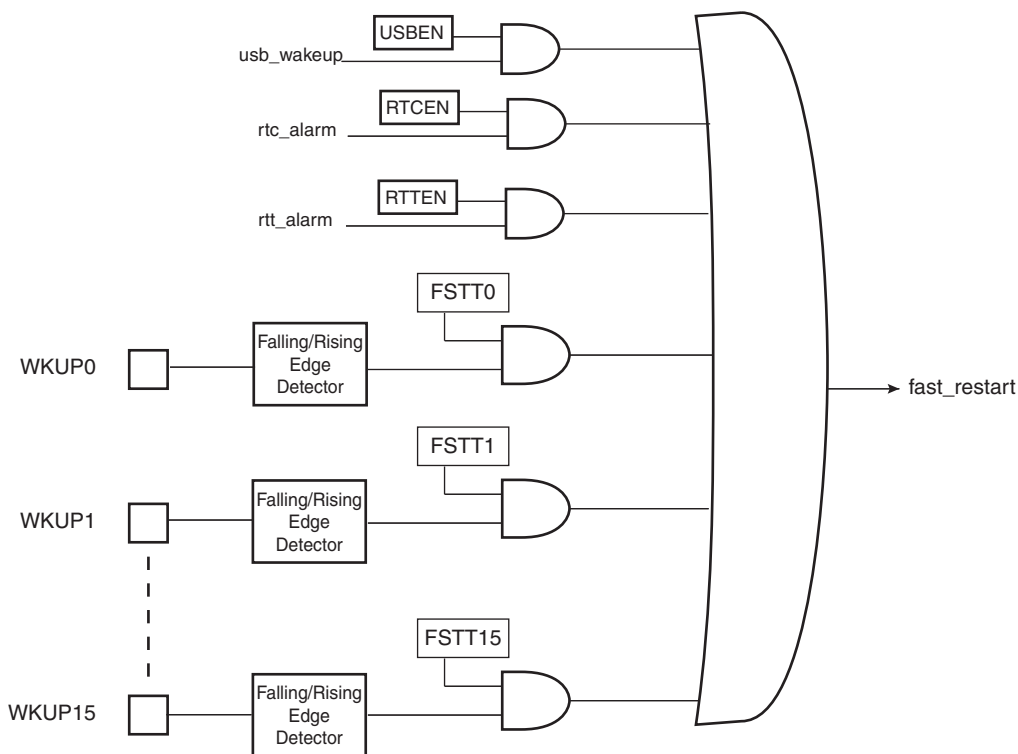 USBEN
usb_wakeup
RTCEN
rtc_alarm
RTTEN
rtt_alarm
FSTT0
WKUP0
Falling/Rising
Edge
Detector
fast_restart
FSTT1
WKUP1
Falling/Rising
Edge
Detector
FSTT15
WKUP15
Falling/Rising
Edge
Detector